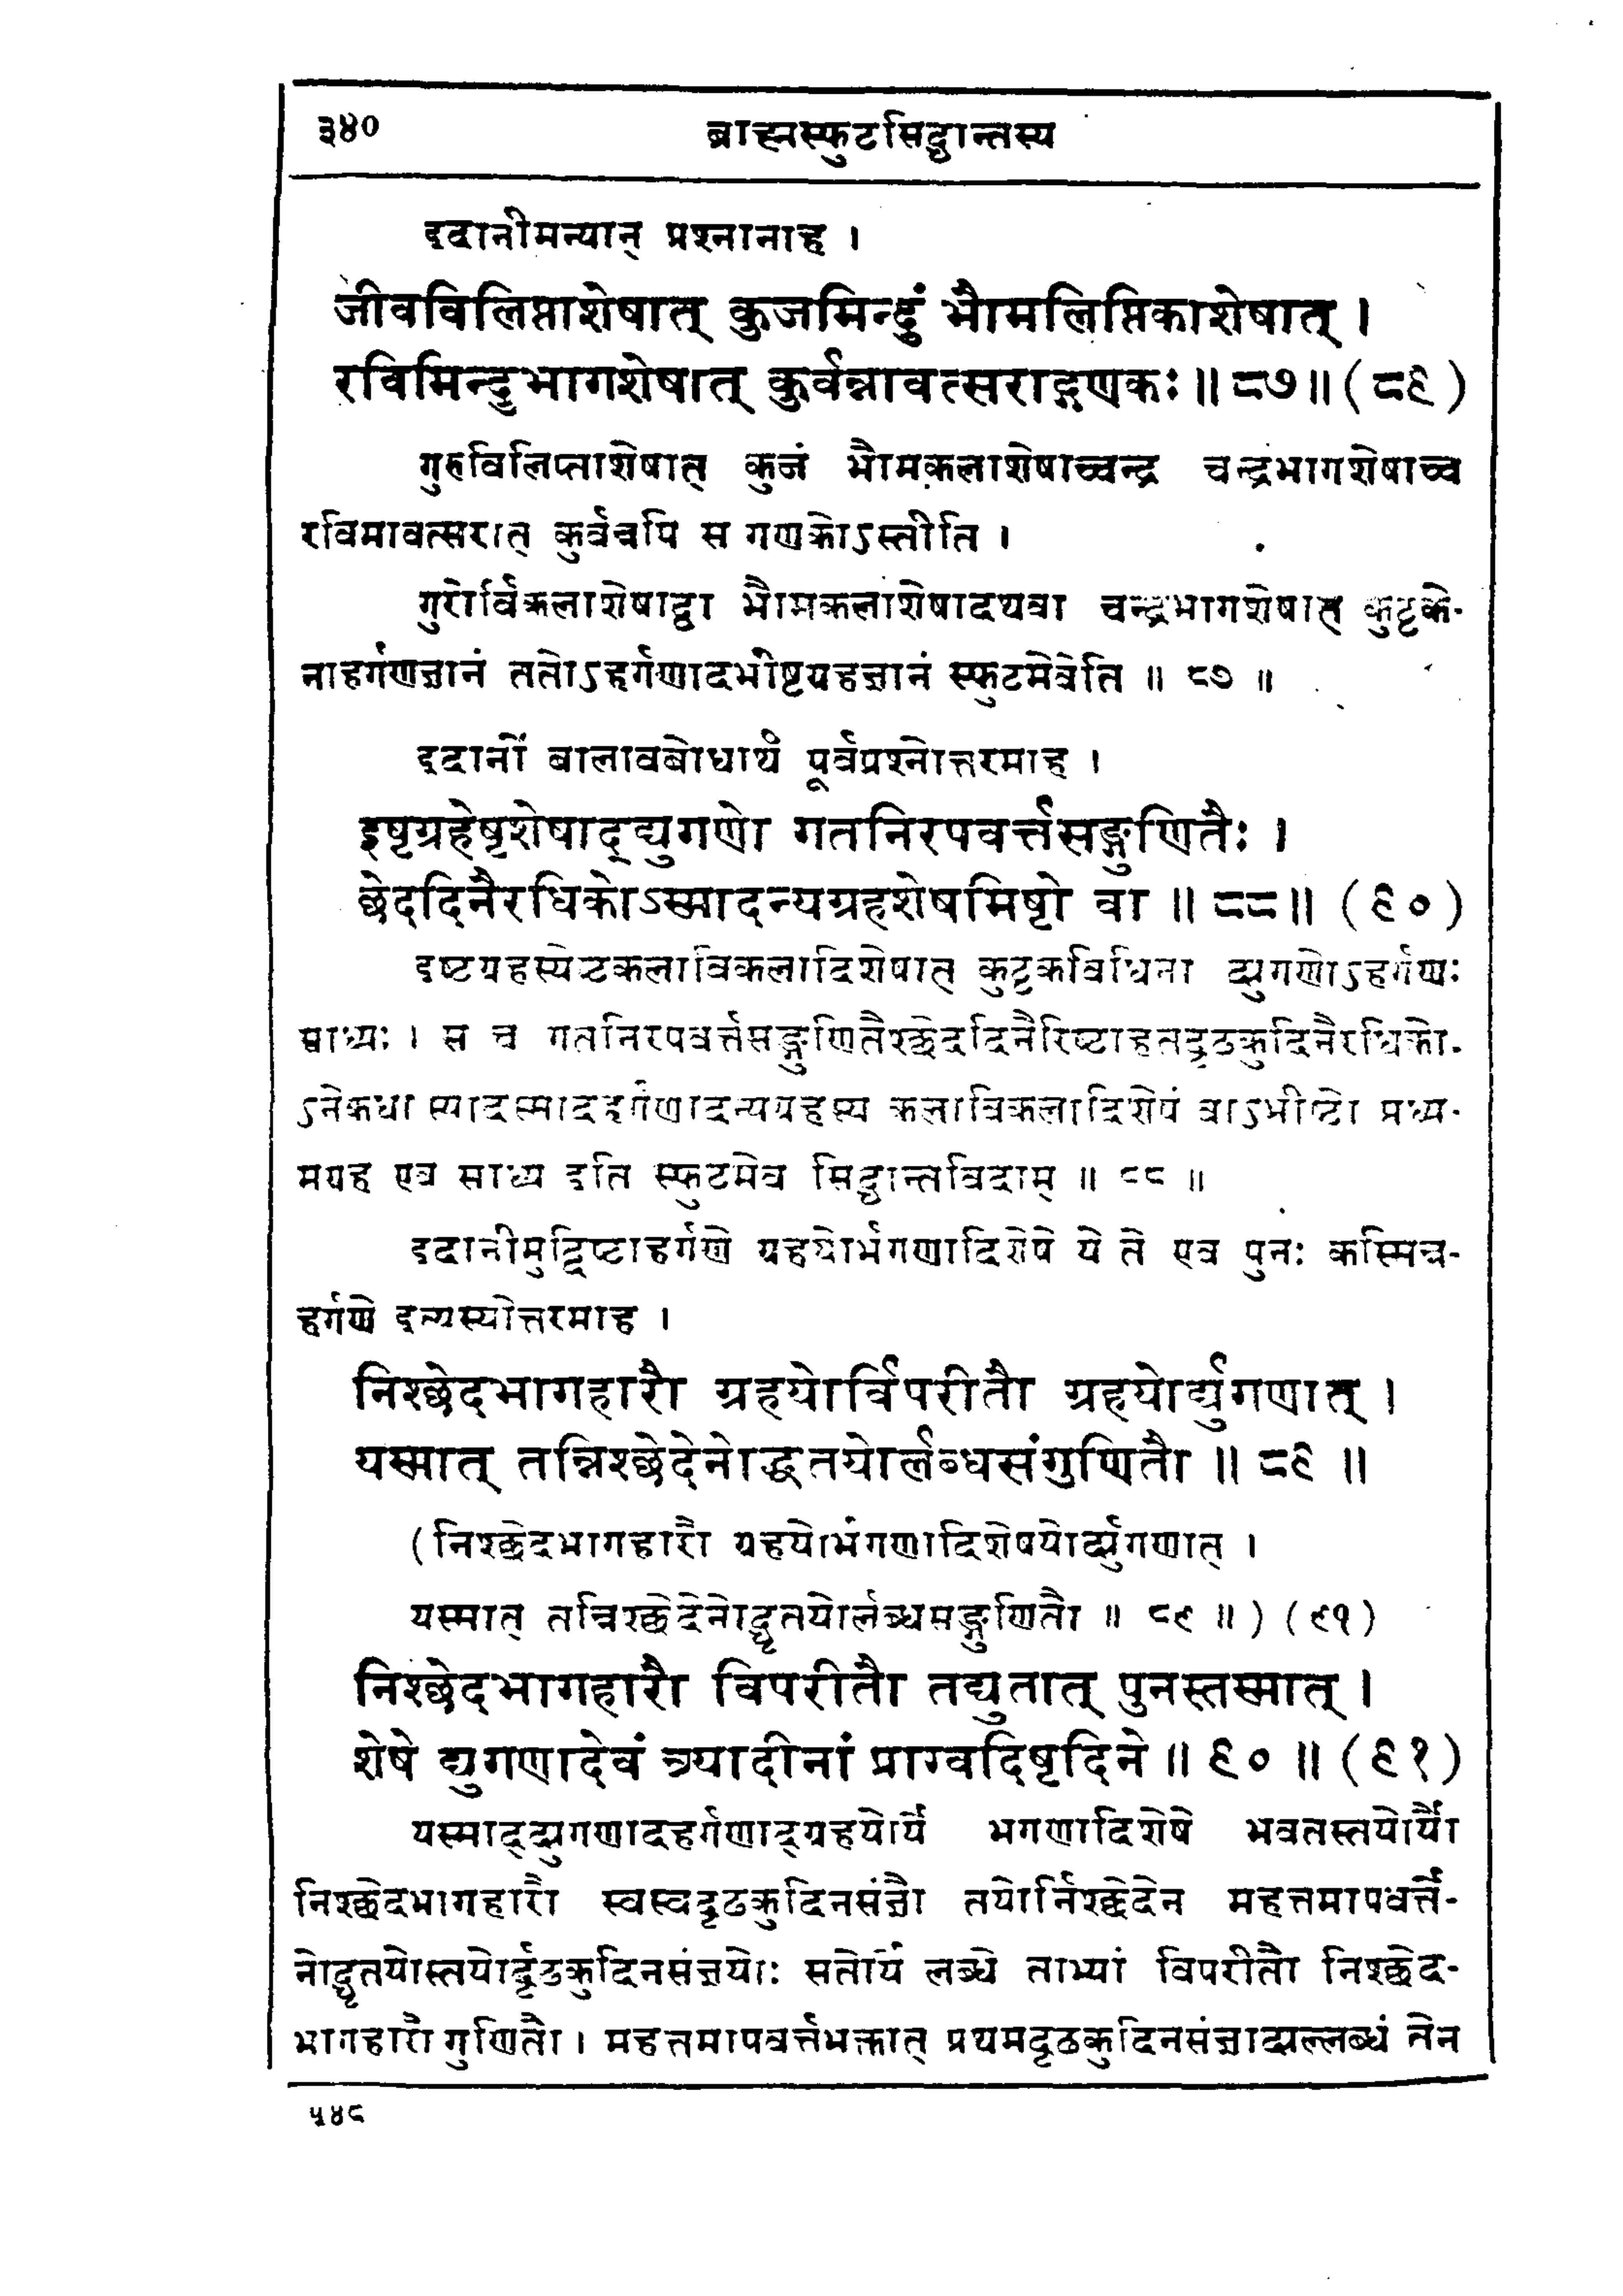 ३४०
ब्राह्मस्फुटसिद्धान्तस्य
इदानीमन्यान् प्रश्नानाह ।
जीवविलिप्ताशेषात् कुजमिन्दुं भौमलिप्तिकाशेषात् ।
रविमिन्दुभागशेषात् कुर्वन्नावत्सराद्गणकः ॥ ८७ ॥ ( ८९ )
गुरुविलिप्ताशेषात् कुजं भौमकलाशेषाच्चन्द्र चन्द्रभागशेषाच्च
रविमावत्सरात् कुर्वन्नपि स गणकोऽस्तीति ।
गुरोर्विकलाशेषाद्वा भौमकलाशेषादथवा चन्द्रभागशेषात् कुट्टके-
नाहर्गणज्ञानं ततोऽहर्गणादभीष्टग्रहज्ञानं स्फुटमेवेति ॥ ८७ ॥
इदानीं बालावबोधार्थं पूर्वप्रश्नोत्तरमाह ।
इष्टग्रहेष्टशेषाद्द्युगणो गतनिरपवर्त्तसङ्गुणितैः ।
छेददिनैरधिकोऽस्मादन्यग्रहशेषमिष्टो वा ॥ ८८ ॥ ( ९० )
इष्टग्रहस्येष्टकलाविकलादिशेषात् कुट्टकविधिना द्युगणोऽहर्गणः
साध्यः । स च गतनिरपवर्त्तसङ्गुणितैश्छेददिनैरिष्टाहतदृढकुदिनैरधिको-
ऽनेकधा स्यादस्मादहर्गणादन्यग्रहस्य कलाविकलादिशेषं वाऽभीष्टो मध्य-
मग्रह एव साध्य इति स्फुटमेव सिद्धान्तविदाम् ॥ ८८ ॥
इदानीमुद्दिष्टाहर्गणे ग्रहयोर्भगणादिशेषे ये ते एव पुनः कस्मिन्न-
हर्गणे इत्यस्योत्तरमाह ।
निश्छेदभागहारौ ग्रहयोर्विपरीतौ ग्रहयोर्द्युगणात् ।
यस्मात् तन्निश्छेदेनोद्धृतयोर्लब्धसंगुणितौ ॥ ८९ ॥
( निश्छेदभागहारौ ग्रहयोर्भगणादिशेषयोर्द्युगणात् ।
यस्मात् तन्निश्छेदेनोद्धृतयोर्लब्धसङ्गुणितौ ॥ ८९ ॥ ) ( ९१ )
निश्छेदभागहारौ विपरीतौ तद्युतात् पुनस्तस्मात् ।
शेषे द्युगणादेवं त्र्यादीनां प्राग्वदिष्टदिने ॥ ९० ॥ ( ९१ )
यस्माद्द्युगणादहर्गणाद्ग्रहयोर्ये भगणादिशेषे भवतस्तयोर्यौ
निश्छेदभागहारौ स्वस्वदृढकुदिनसंज्ञौ तयोर्निश्छेदेन महत्तमापवर्त्ते-
नोद्धृतयोस्तयोर्दृढकुदिनसंज्ञयोः सतोर्ये लब्धे ताभ्यां विपरीतौ निश्छेद-
भागहारौ गुणितौ । महत्तमापवर्त्तभक्तात् प्रथमदृढकुदिनसंज्ञाद्यल्लब्धं तेन
५४८